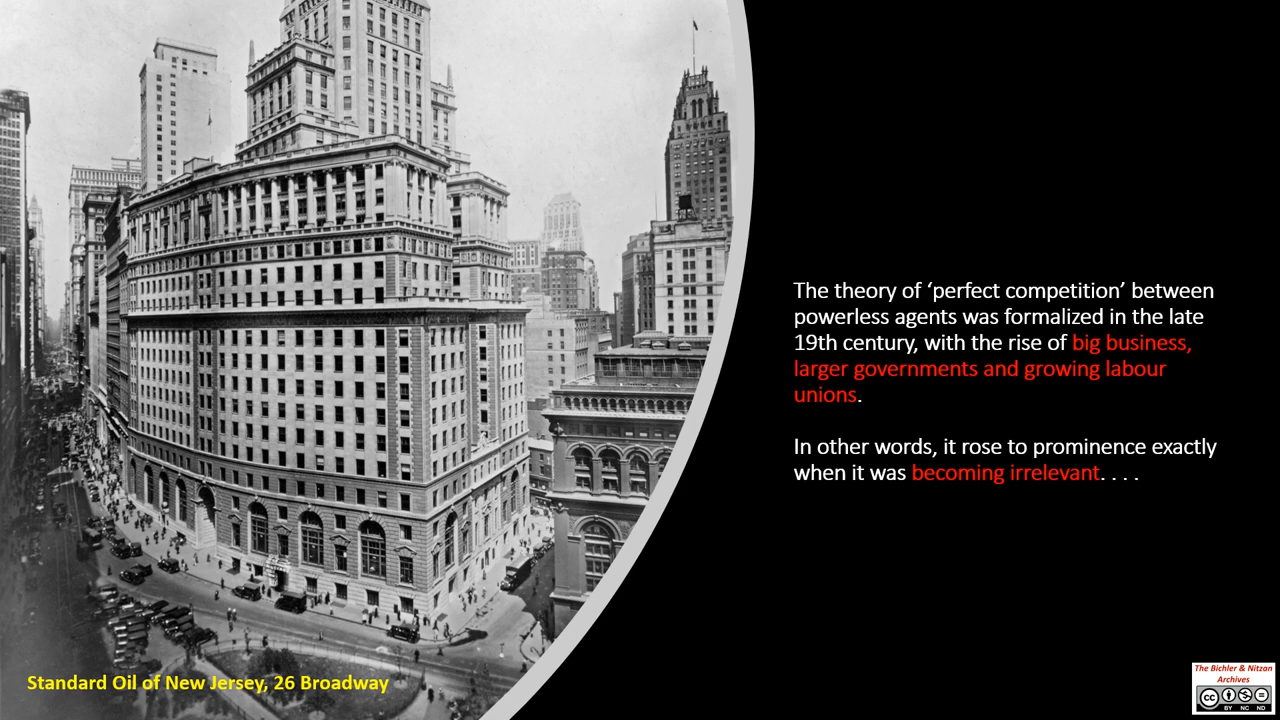 The theory of ‘perfect competition’ between
powerless agents was formalized in the late
19th century, with the rise of big business,
larger governments and growing labour
unions.
In other words, it rose to prominence exactly
when it was becoming irrelevant. . . .
Standard Oil of New Jersey, 26 Broadway
The Bichler & Nitzan
Archives
cc
BY NC ND